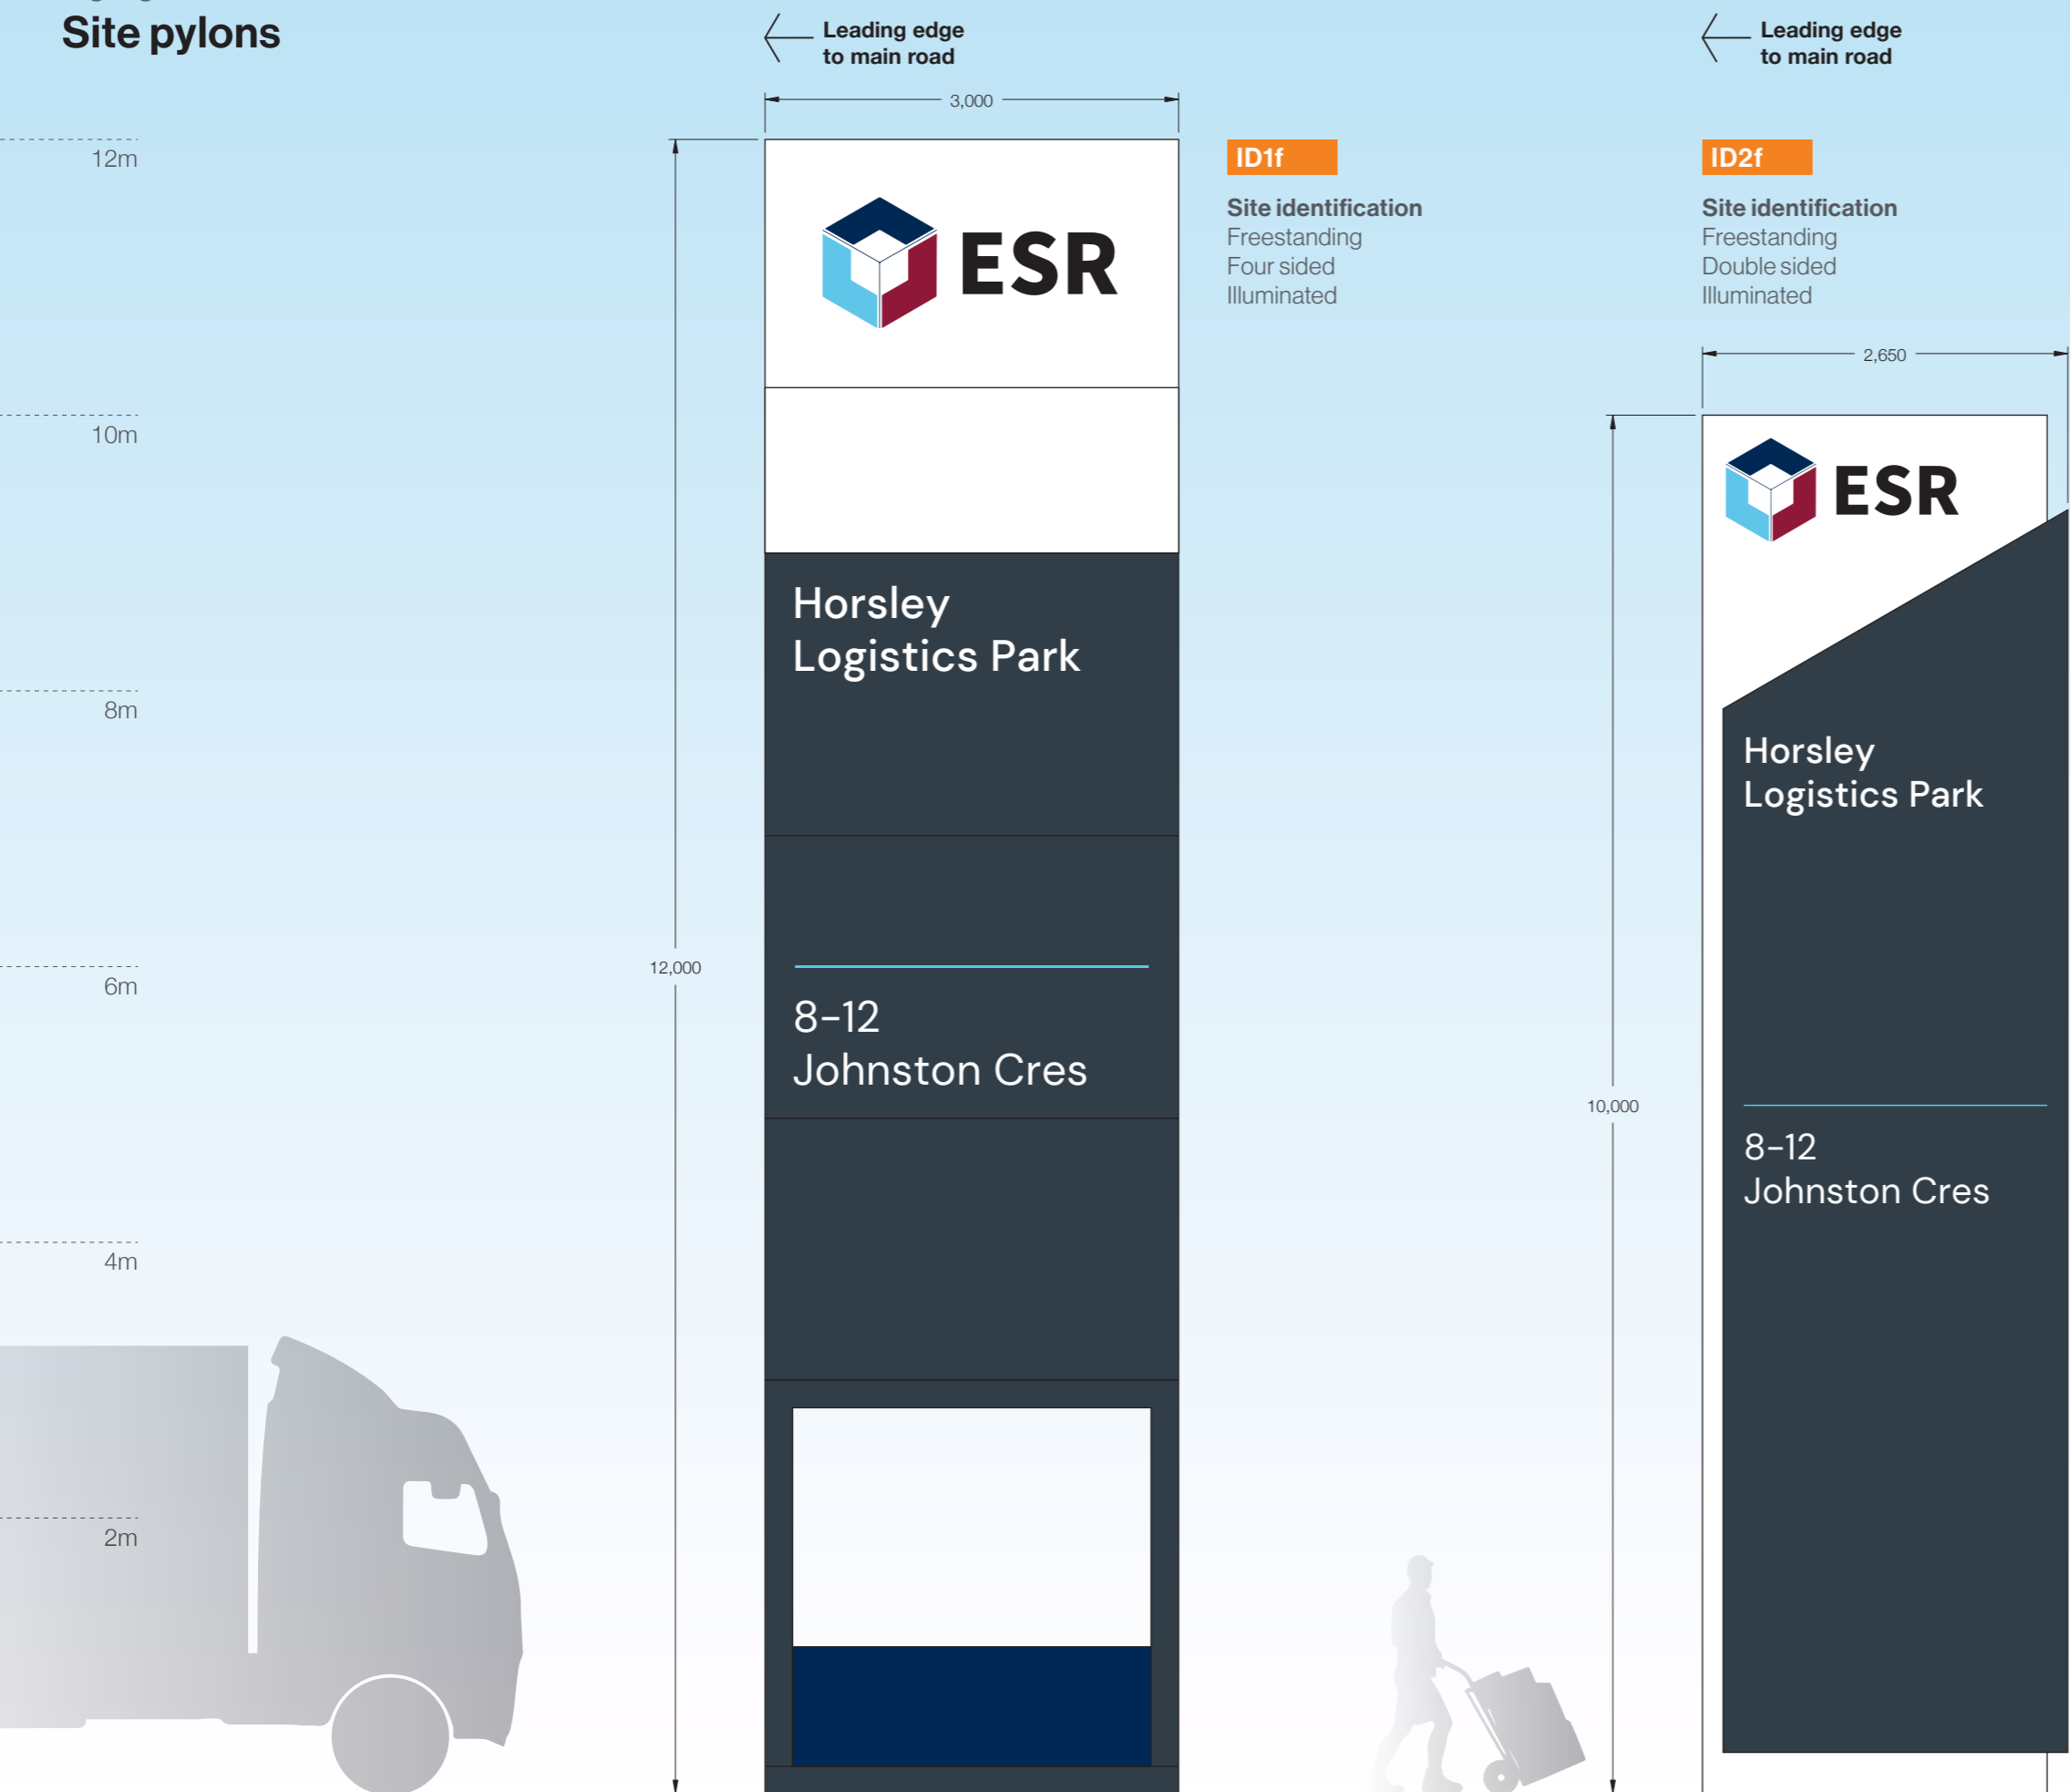 Site pylons
Leading edge
to main road
3,000
12m
10m
8m
6m
4m
2m
12,000
ESR
Horsley
Logistics Park
8–12
Johnston Cres
ID1f
Site identification
Freestanding
Four sided
Illuminated
Leading edge
to main road
ID2f
Site identification
Freestanding
Double sided
Illuminated
2,650
10,000
ESR
Horsley
Logistics Park
8–12
Johnston Cres